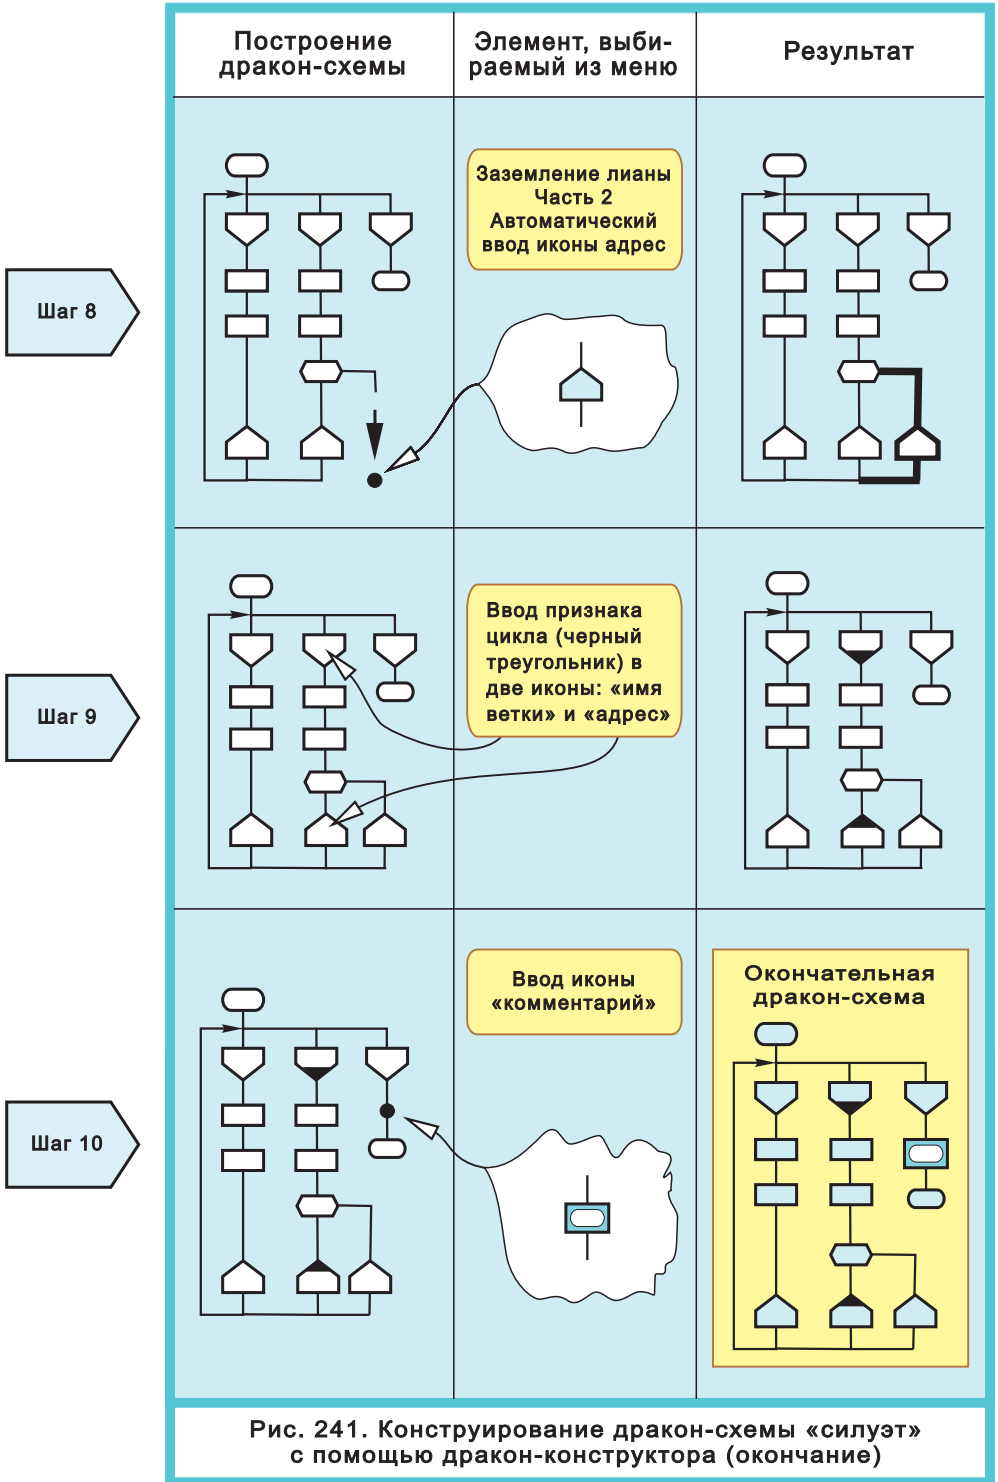 Построение
дракон-схемы
Элемент, выби-
раемый из меню
Результат
Шаг 8
Заземление лианы
Часть 2
Автоматический
ввод иконы адрес
Шаг 9
Ввод признака
цикла (черный
треугольник) в
две иконы: «имя
ветки» и «адрес»
Шаг 10
Ввод иконы
«комментарий»
Окончательная
дракон-схема
Рис. 241. Конструирование дракон-схемы «силуэт»
с помощью дракон-конструктора (окончание)